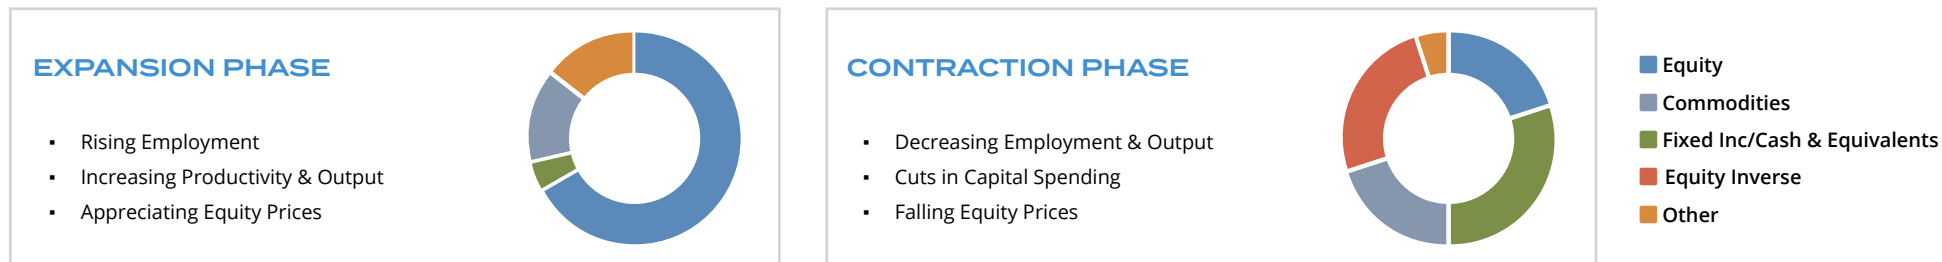 EXPANSION PHASE
▪ Rising Employment
▪ Increasing Productivity & Output
▪ Appreciating Equity Prices
CONTRACTION PHASE
▪ Decreasing Employment & Output
▪ Cuts in Capital Spending
▪ Falling Equity Prices
Equity
Commodities
Fixed Inc/Cash & Equivalents
Equity Inverse
Other